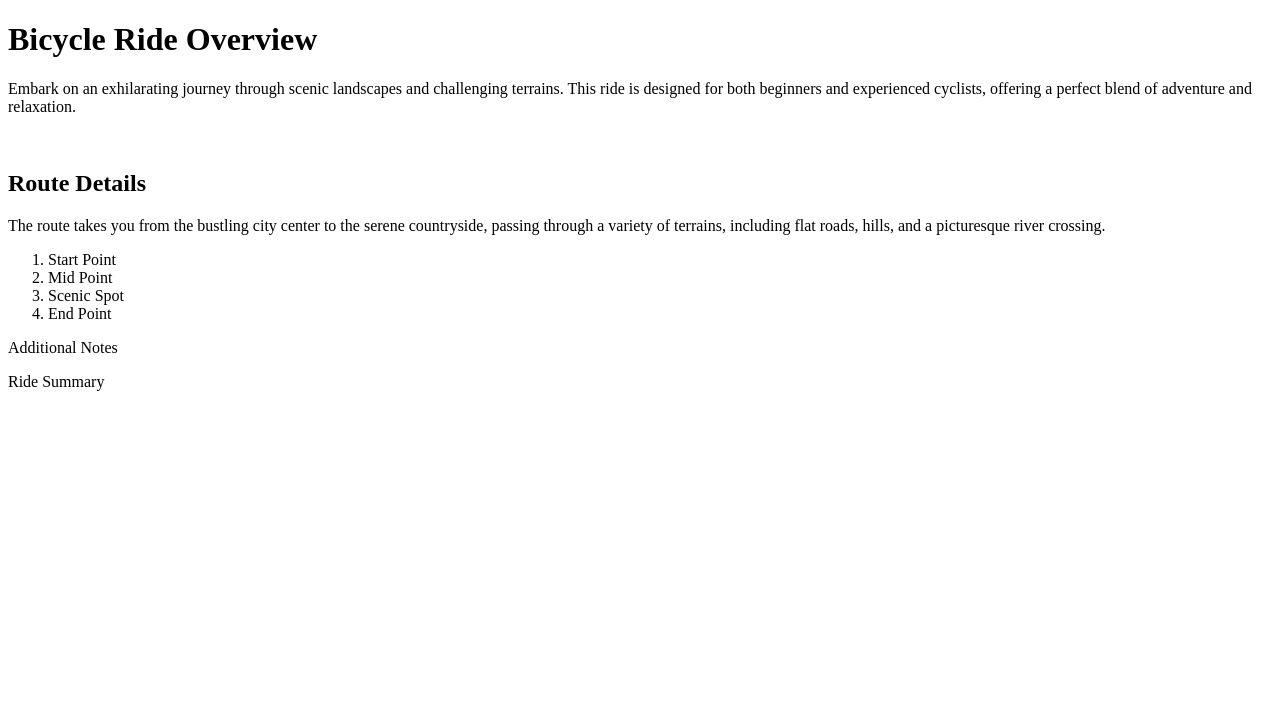 Bicycle Ride Overview
Embark on an exhilarating journey through scenic landscapes and challenging terrains. This ride is designed for both beginners and experienced cyclists, offering a perfect blend of adventure and
relaxation.
Route Details
The route takes you from the bustling city center to the serene countryside, passing through a variety of terrains, including flat roads, hills, and a picturesque river crossing.
1. Start Point
2. Mid Point
3. Scenic Spot
4. End Point
Additional Notes
Ride Summary